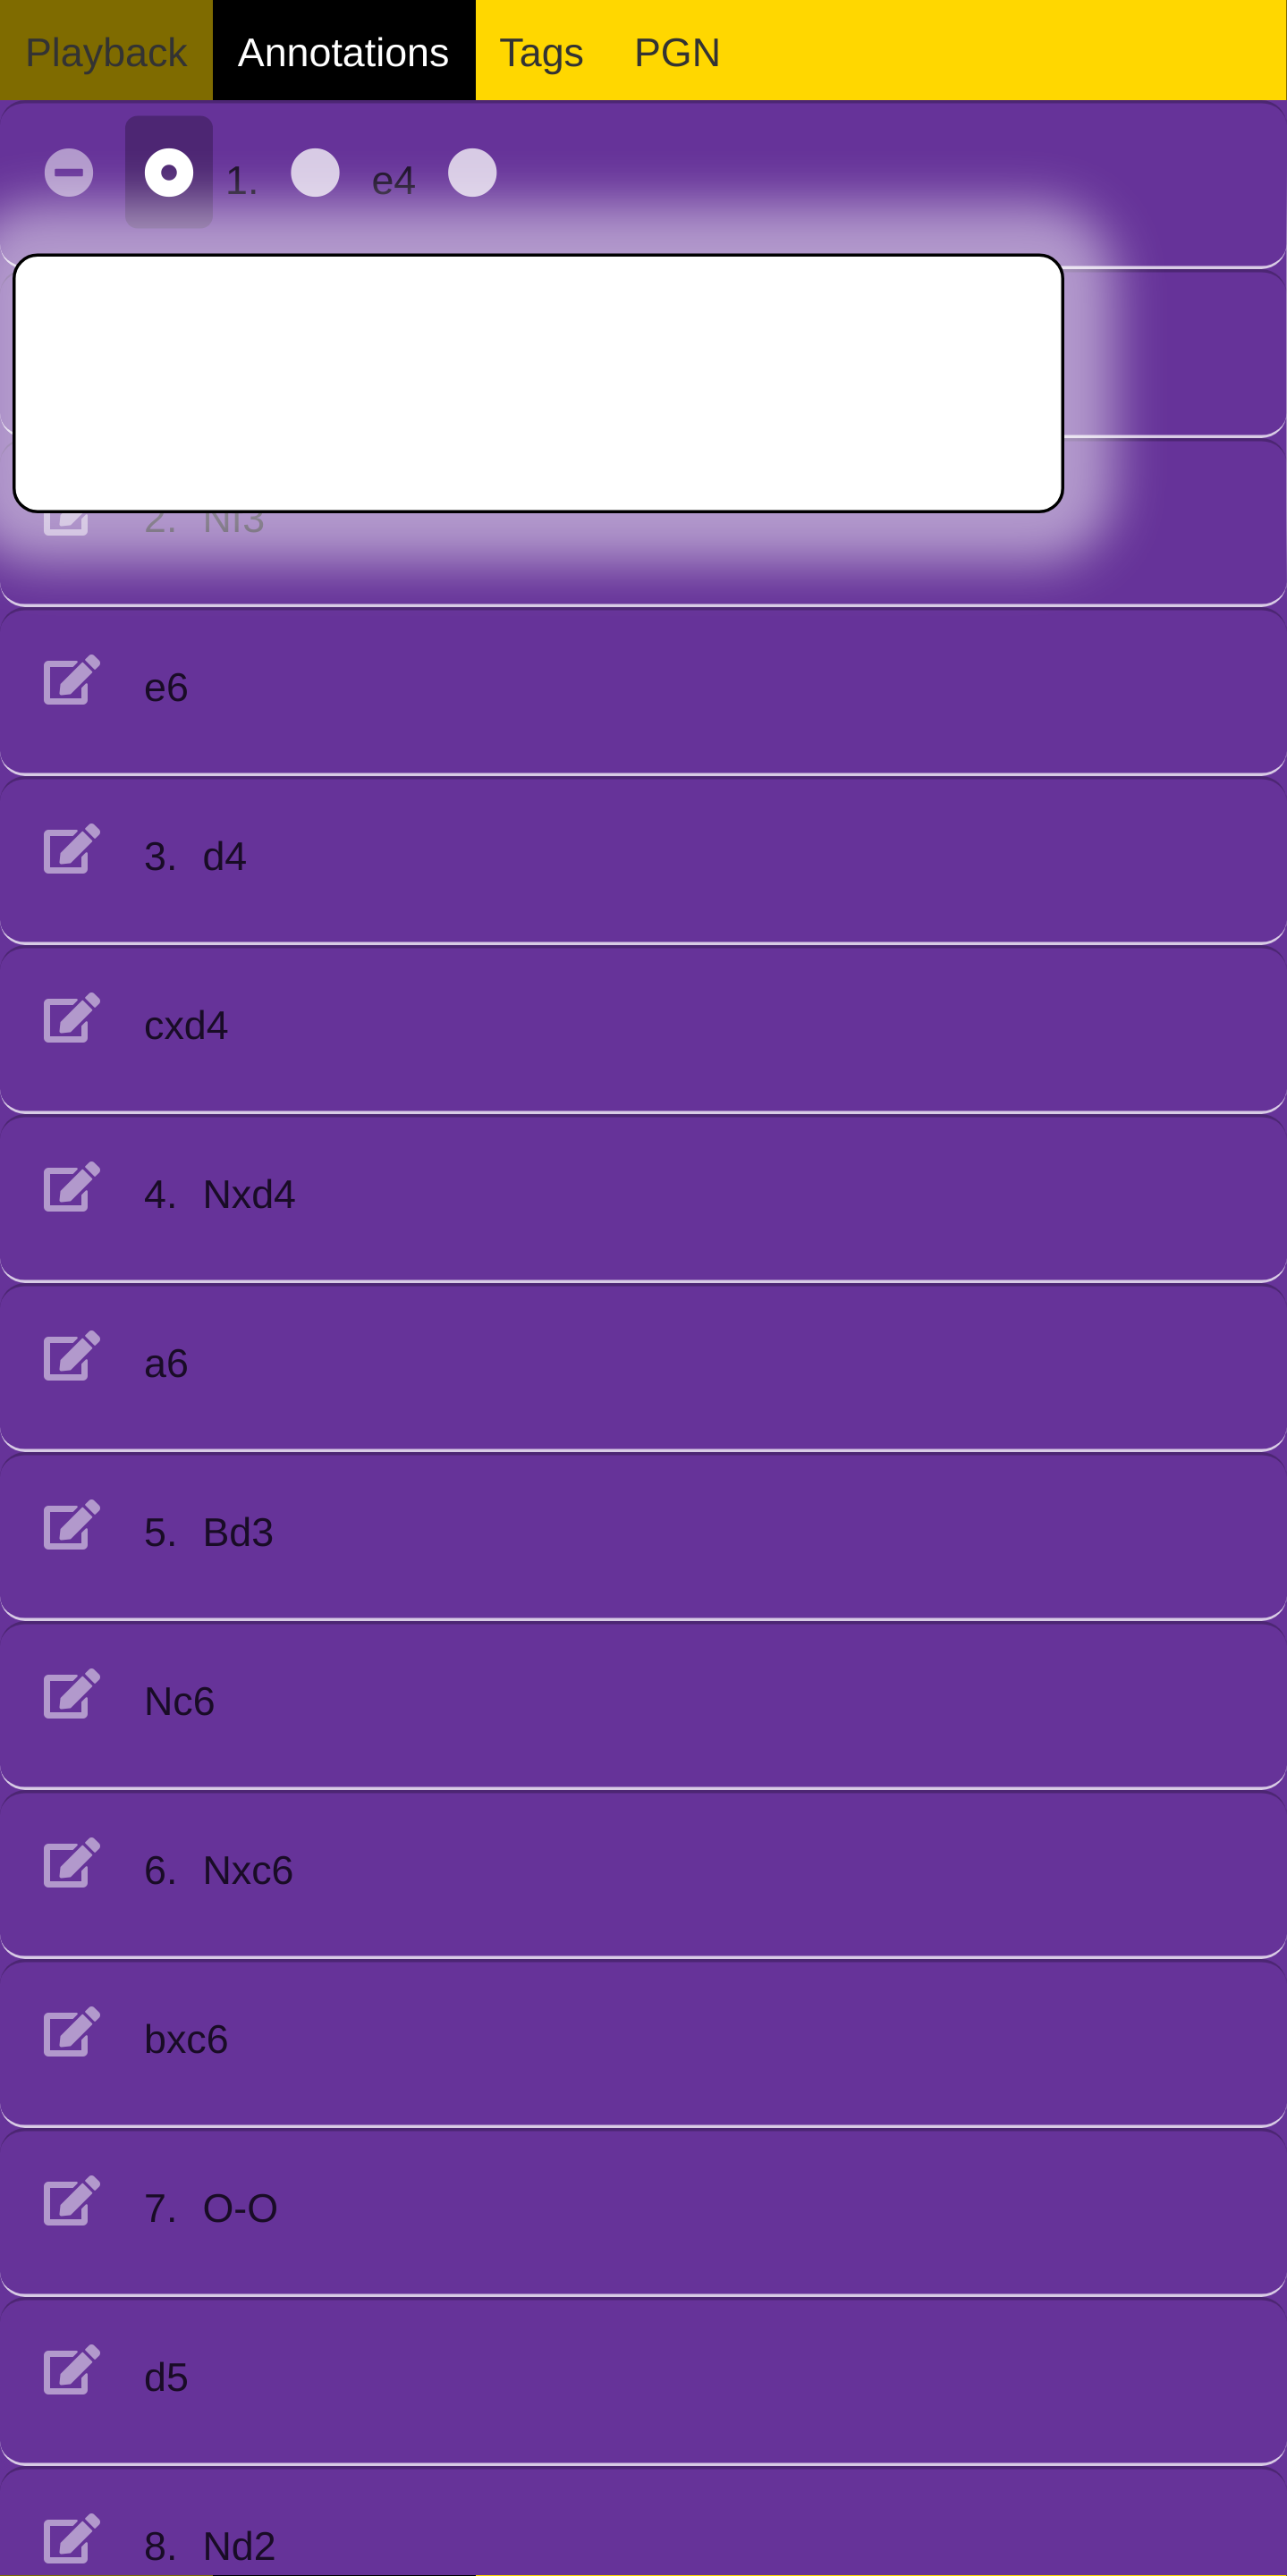 Playback Annotations Tags PGN
1. e4
2. Nf3
e6
3. d4
cxd4
4. Nxd4
a6
5. Bd3
Nc6
6. Nxc6
bxc6
7. O-O
d5
8. Nd2